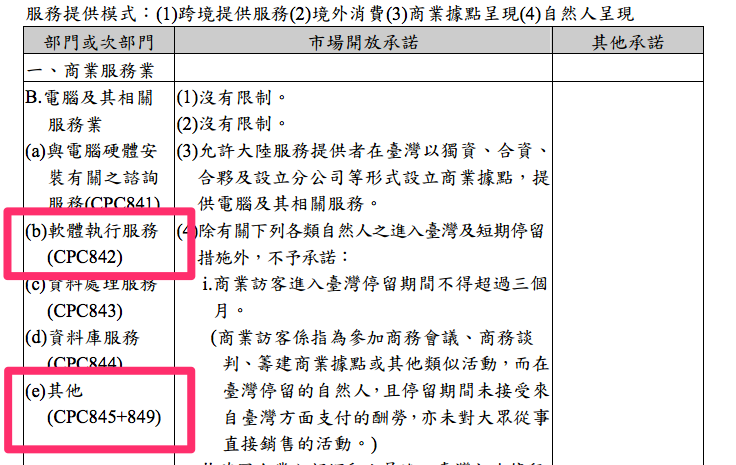 服務提供模式：(1)跨境提供服務(2)境外消費(3)商業據點呈現(4)自然人呈現
部門或次部門
市場開放承諾
其他承諾
一、商業服務業
B.電腦及其相關
服務業
(a)與電腦硬體安
裝有關之諮詢
服務(CPC841)
(b)軟體執行服務
(CPC842)
(c)資料處理服務
(CPC843)
(d)資料庫服務
(CPC844)
(e)其他
(CPC845+849)
(1)沒有限制。
(2)沒有限制。
(3)允許大陸服務提供者在臺灣以獨資、合資、
合夥及設立分公司等形式設立商業據點，提
供電腦及其相關服務。
(4)除有關下列各類自然人之進入臺灣及短期停留
措施外，不予承諾：
i.商業訪客進入臺灣停留期間不得超過三個
月。
(商業訪客係指為參加商務會議、商務談
判、籌建商業據點或其他類似活動，而在
臺灣停留的自然人，且停留期間未接受來
自臺灣方面支付的酬勞，亦未對大眾從事
直接銷售的活動。)